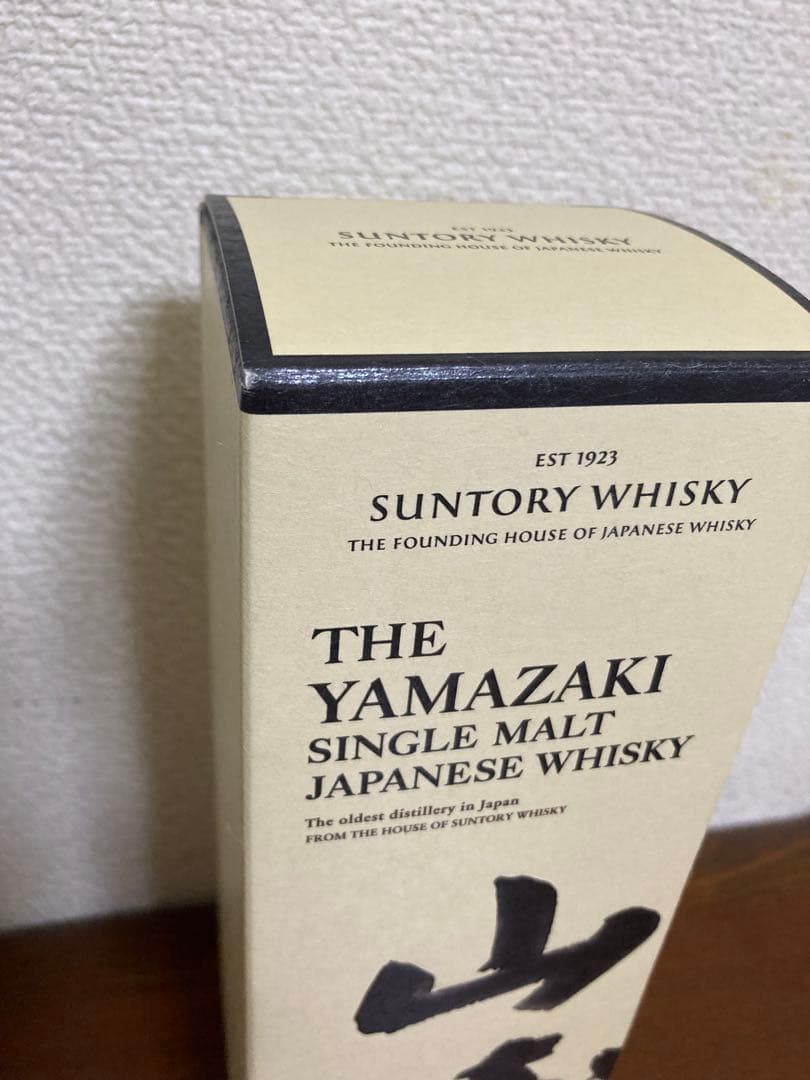 EST 1923
SUNTORY WHISKY
THE FOUNDING HOUSE OF JAPANESE WHISKY
EST 1923
SUNTORY WHISKY
THE FOUNDING HOUSE OF JAPANESE WHISKY
THE
YAMAZAKI
SINGLE MALT
JAPANESE WHISKY
The oldest distillery in Japan
FROM THE HOUSE OF SUNTORY WHISKY
山